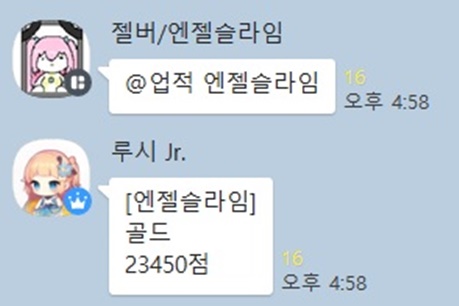 젤버/엔젤슬라임
@업적 엔젤슬라임
16
오후 4:58
루시 Jr.
[엔젤슬라임]
골드
23450점
16
오후 4:58